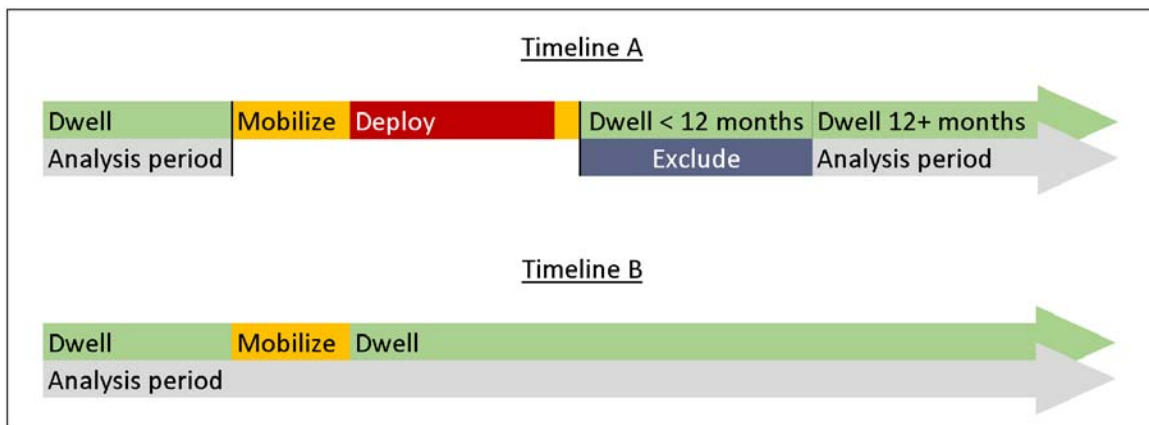 Timeline A
Dwell Mobilize Deploy Dwell < 12 months Dwell 12+ months
Analysis period Exclude Analysis period
Timeline B
Dwell Mobilize Dwell
Analysis period